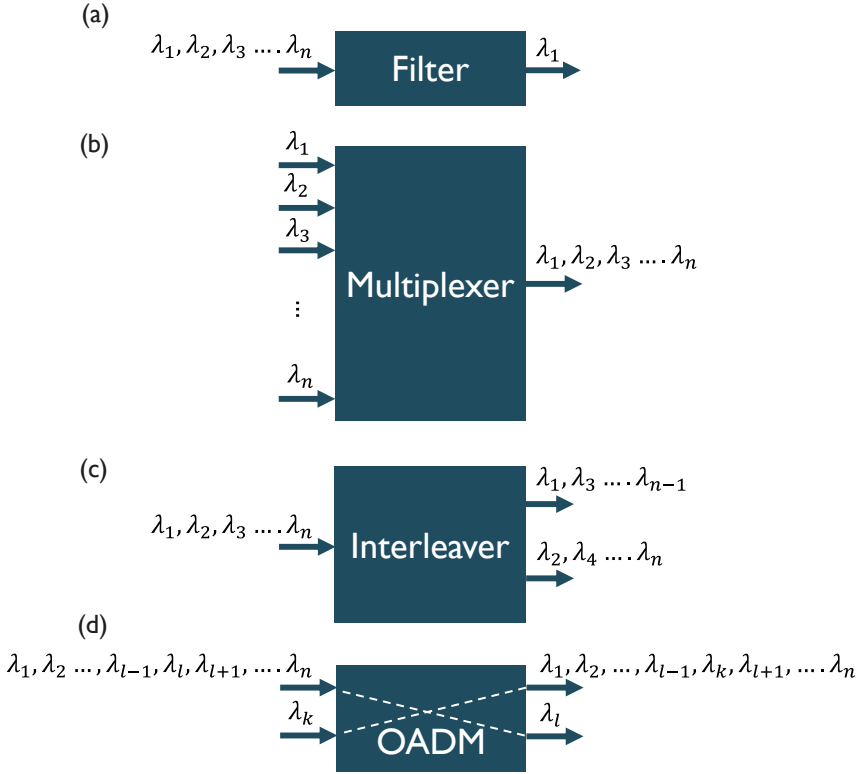 (a)
λ₁, λ₂, λ₃ … . λₙ
Filter
λ₁
(b)
λ₁
λ₂
λ₃
⋮
λₙ
Multiplexer
λ₁, λ₂, λ₃ … . λₙ
(c)
λ₁, λ₂, λ₃ … . λₙ
Interleaver
λ₁, λ₃ … . λₙ₋₁
λ₂, λ₄ … . λₙ
(d)
λ₁, λ₂ …, λₗ₋₁, λₗ, λₗ₊₁, … . λₙ
λₖ
OADM
λ₁, λ₂, …, λₗ₋₁, λₖ, λₗ₊₁, … . λₙ
λₗ